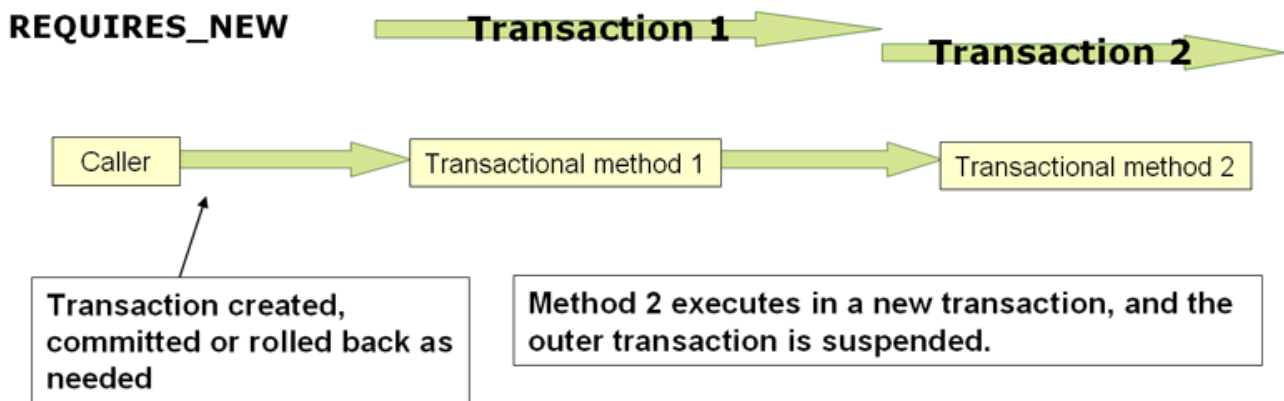 REQUIRES_NEW
Transaction 1
Transaction 2
Caller
Transactional method 1
Transactional method 2
Transaction created,
committed or rolled back as
needed
Method 2 executes in a new transaction, and the
outer transaction is suspended.